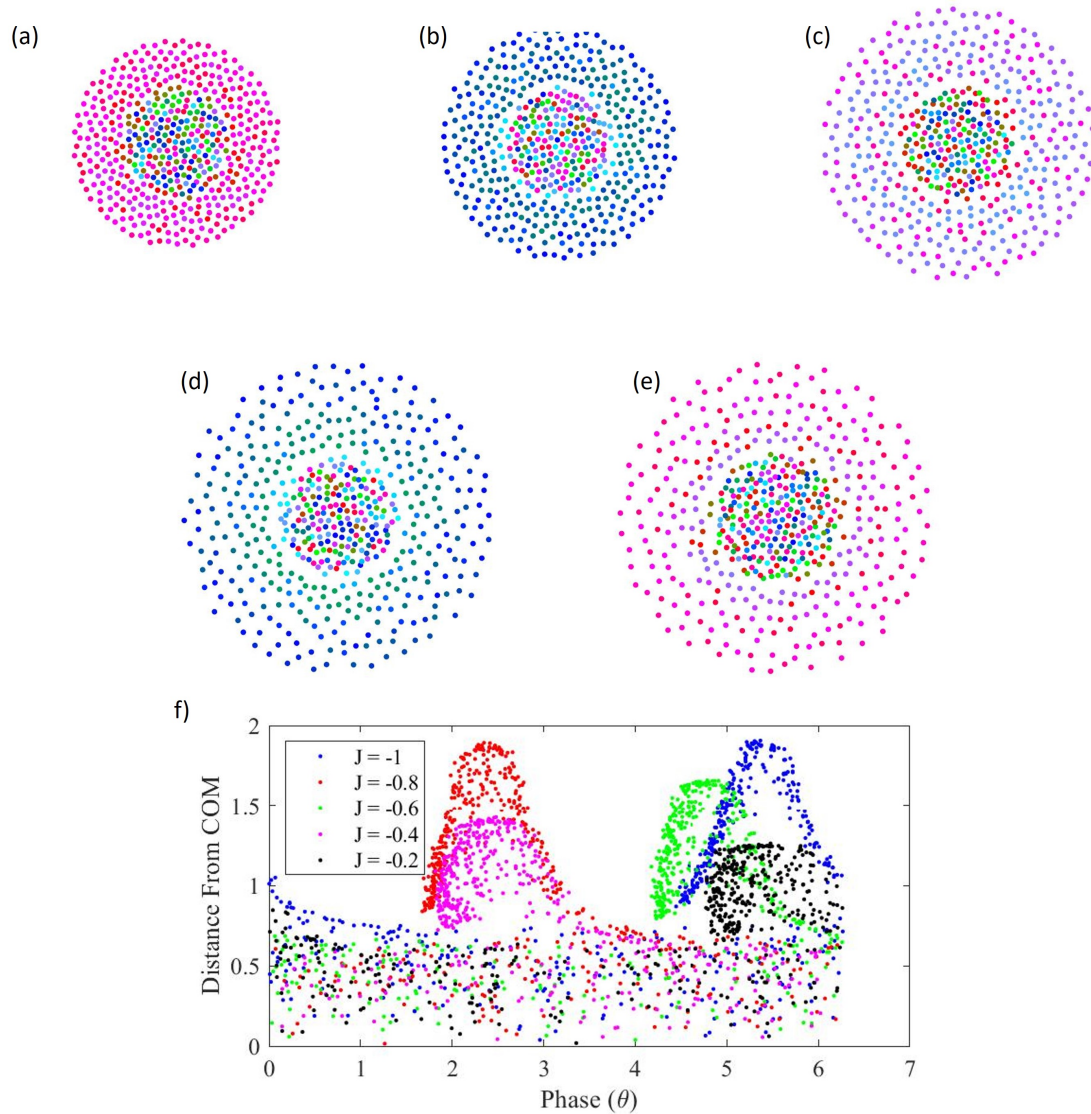 (a)
(b)
(c)
(d)
(e)
f)
2
1.5
1
0.5
0
Distance From COM
J = -1
J = -0.8
J = -0.6
J = -0.4
J = -0.2
0 1 2 3 4 5 6 7
Phase (θ)